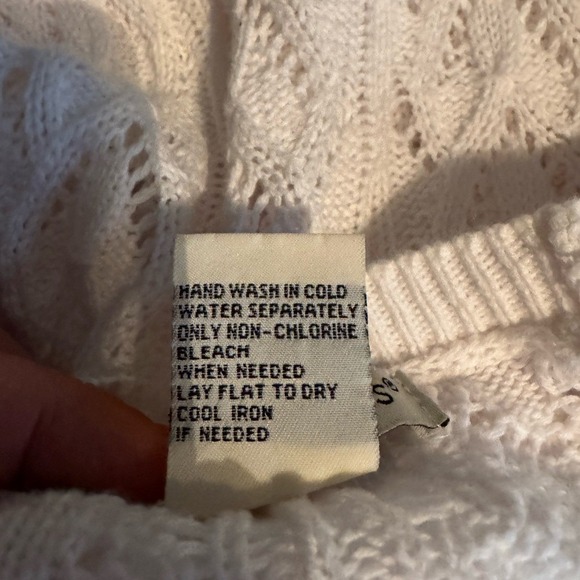 HAND WASH IN COLD
WATER SEPARATELY
ONLY NON-CHLORINE
BLEACH
WHEN NEEDED
LAY FLAT TO DRY
COOL IRON
IF NEEDED